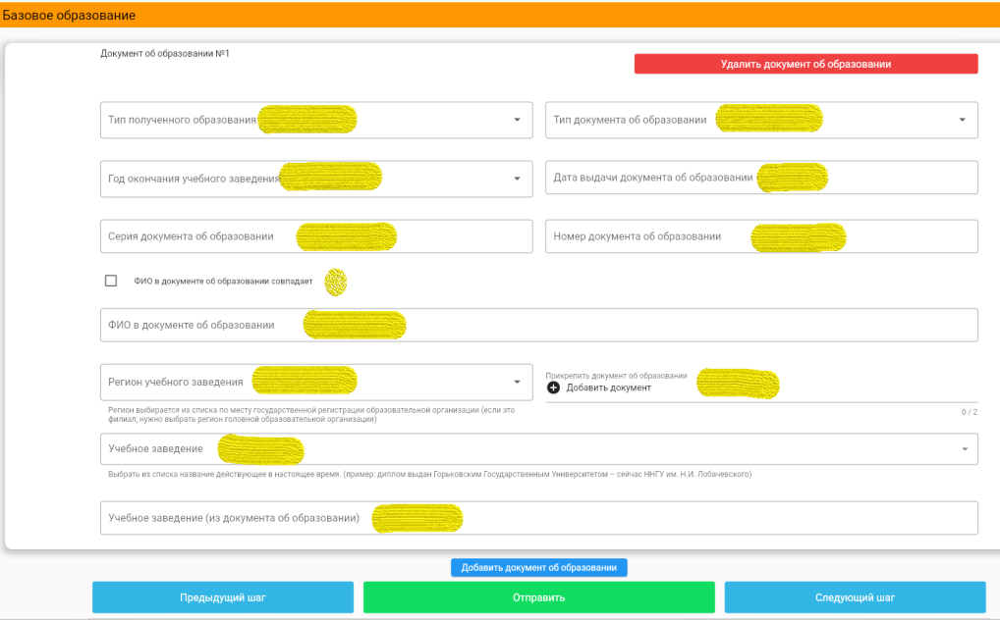 Базовое образование
Документ об образовании №1
Удалить документ об образовании
Тип полученного образования
Тип документа об образовании
Год окончания учебного заведения
Дата выдачи документа об образовании
Серия документа об образовании
Номер документа об образовании
ФИО в документе об образовании совпадает
ФИО в документе об образовании
Регион учебного заведения
Прикрепить документ об образовании
Добавить документ
Регион выбирается из списка по месту государственной регистрации образовательной организации (если это
филиал, нужно выбрать регион головной образовательной организации)
0 / 2
Учебное заведение
Выбрать из списка название действующее в настоящее время. (пример: диплом выдан Горьковским Государственным Университетом – сейчас ННГУ им. Н.И. Лобачевского)
Учебное заведение (из документа об образовании)
Добавить документ об образовании
Предыдущий шаг
Отправить
Следующий шаг